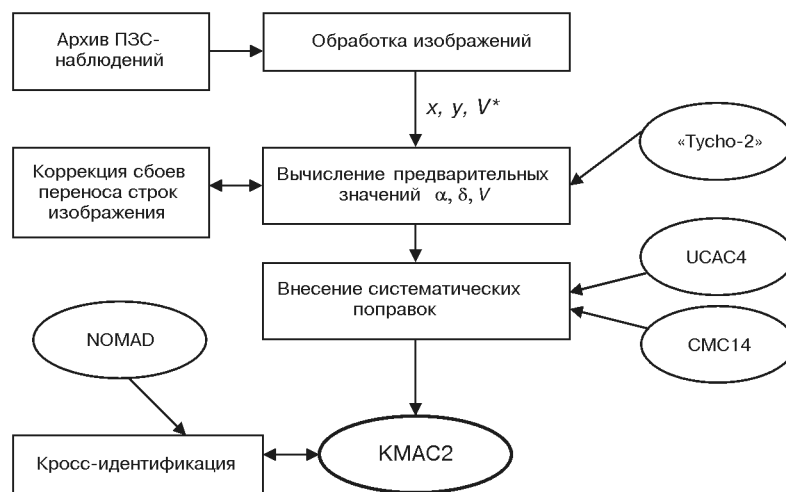 Архив ПЗС-
наблюдений
Обработка изображений
x, y, V*
«Tycho-2»
Коррекция сбоев
переноса строк
изображения
Вычисление предварительных
значений α, δ, V
UCAC4
Внесение систематических
поправок
CMC14
NOMAD
Кросс-идентификация
KMAC2